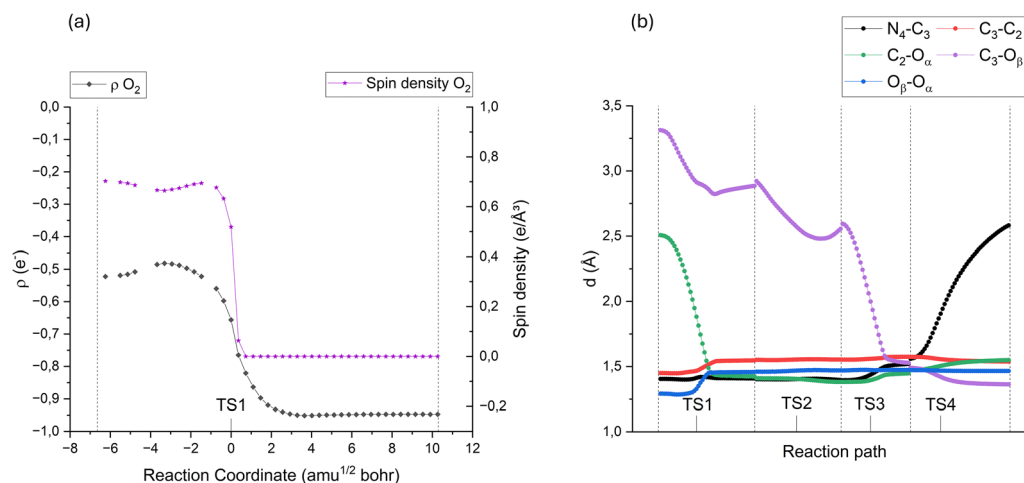 (a)
ρ O₂
Spin density O₂
0,0
−0,1
−0,2
−0,3
−0,4
−0,5
−0,6
−0,7
−0,8
−0,9
−1,0
ρ (e⁻)
1,0
0,8
0,6
0,4
0,2
0,0
−0,2
Spin density (e/Å³)
TS1
−8 −6 −4 −2 0 2 4 6 8 10 12
Reaction Coordinate (amu¹/² bohr)
(b)
N₄-C₃ C₃-C₂
C₂-Oα C₃-Oβ
Oβ-Oα
3,5
3,0
2,5
2,0
1,5
1,0
d (Å)
TS1 TS2 TS3 TS4
Reaction path